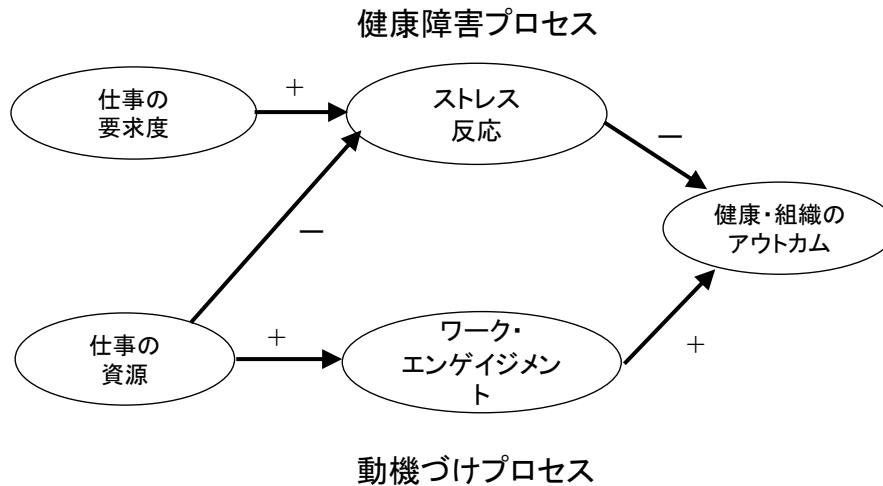 健康障害プロセス
仕事の
要求度
＋
ストレス
反応
－
健康・組織の
アウトカム
－
仕事の
資源
＋
ワーク・
エンゲイジメン
ト
＋
動機づけプロセス